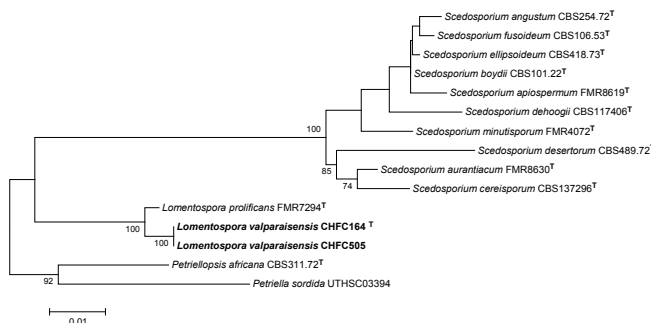 Scedosporium angustum CBS254.72ᵀ
Scedosporium fusoideum CBS106.53ᵀ
Scedosporium ellipsoideum CBS418.73ᵀ
Scedosporium boydii CBS101.22ᵀ
Scedosporium apiospermum FMR8619ᵀ
Scedosporium dehoogii CBS117406ᵀ
100
Scedosporium minutisporum FMR4072ᵀ
Scedosporium desertorum CBS489.72ᵀ
85
Scedosporium aurantiacum FMR8630ᵀ
74
Scedosporium cereisporum CBS137296ᵀ
Lomentospora prolificans FMR7294ᵀ
100
Lomentospora valparaisensis CHFC164 ᵀ
100
Lomentospora valparaisensis CHFC505
Petriellopsis africana CBS311.72ᵀ
92
Petriella sordida UTHSC03394
0.01